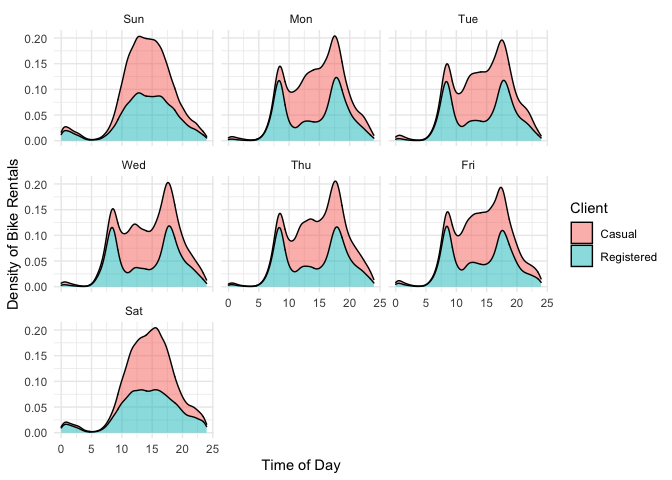 Sun Mon Tue
0.20
0.15
0.10
0.05
0.00
Wed Thu Fri
0.20
0.15
0.10
0.05
0.00
0 5 10 15 20 25 0 5 10 15 20 25
Sat
0.20
0.15
0.10
0.05
0.00
0 5 10 15 20 25
Time of Day
Density of Bike Rentals
Client
Casual
Registered